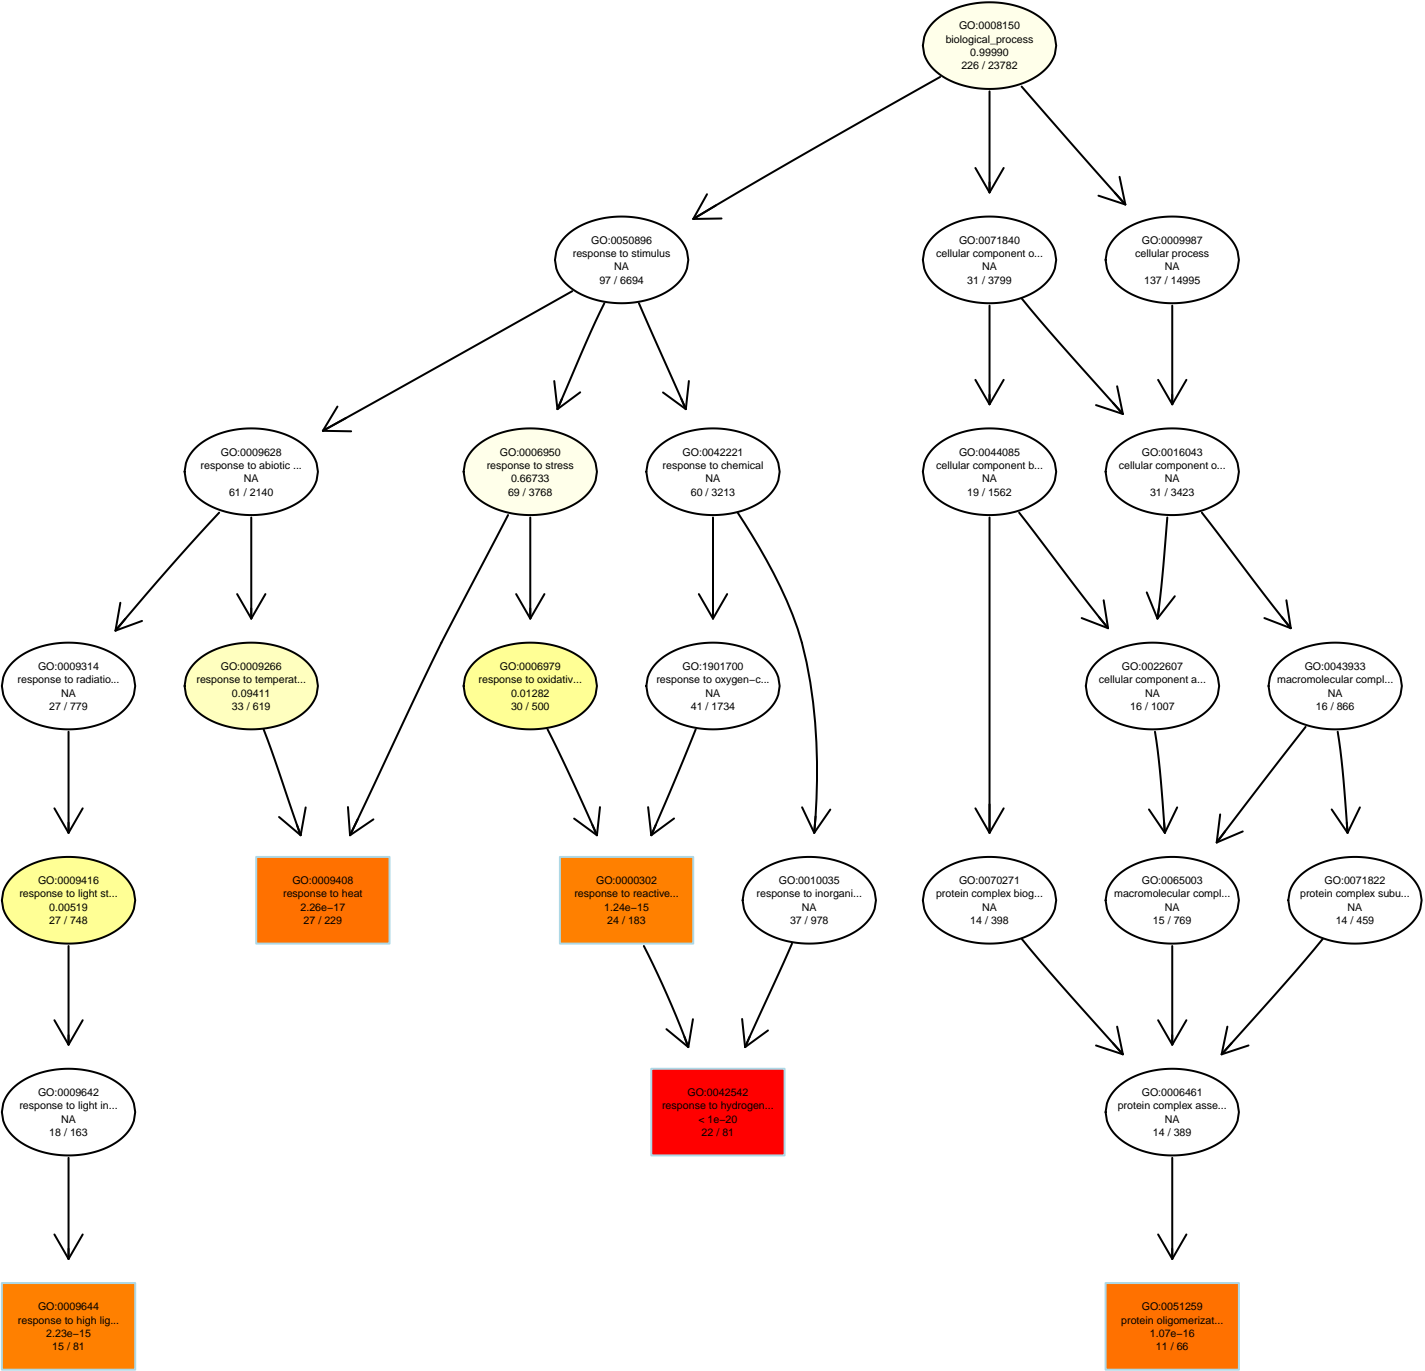 GO:0008150
biological_process
0.99990
226 / 23782
GO:0050896
response to stimulus
NA
97 / 6694
GO:0071840
cellular component o...
NA
31 / 3799
GO:0009987
cellular process
NA
137 / 14995
GO:0009628
response to abiotic ...
NA
61 / 2140
GO:0006950
response to stress
0.66733
69 / 3768
GO:0042221
response to chemical
NA
60 / 3213
GO:0044085
cellular component b...
NA
19 / 1562
GO:0016043
cellular component o...
NA
31 / 3423
GO:0009314
response to radiatio...
NA
27 / 779
GO:0009266
response to temperat...
0.09411
33 / 619
GO:0006979
response to oxidativ...
0.01282
30 / 500
GO:1901700
response to oxygen−c...
NA
41 / 1734
GO:0022607
cellular component a...
NA
16 / 1007
GO:0043933
macromolecular compl...
NA
16 / 866
GO:0009416
response to light st...
0.00519
27 / 748
GO:0009408
response to heat
2.26e−17
27 / 229
GO:0000302
response to reactive...
1.24e−15
24 / 183
GO:0010035
response to inorgani...
NA
37 / 978
GO:0070271
protein complex biog...
NA
14 / 398
GO:0065003
macromolecular compl...
NA
15 / 769
GO:0071822
protein complex subu...
NA
14 / 459
GO:0009642
response to light in...
NA
18 / 163
GO:0042542
response to hydrogen...
< 1e−20
22 / 81
GO:0006461
protein complex asse...
NA
14 / 389
GO:0009644
response to high lig...
2.23e−15
15 / 81
GO:0051259
protein oligomerizat...
1.07e−16
11 / 66